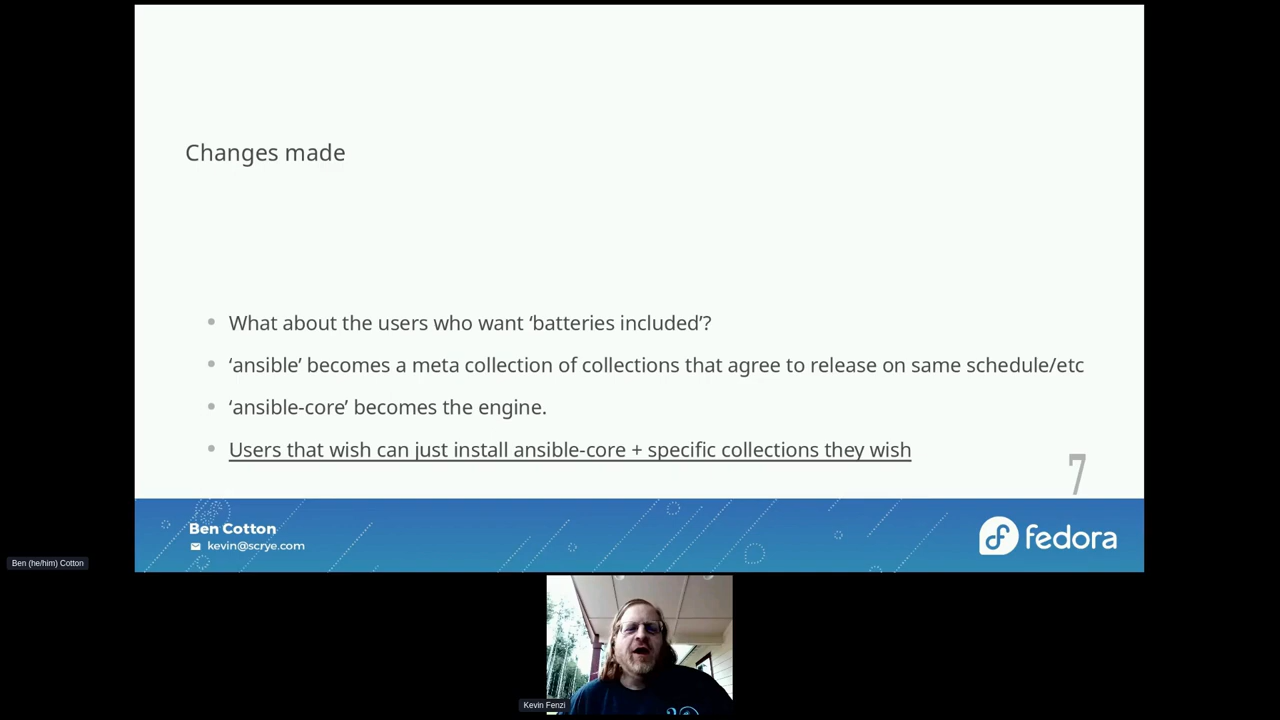 Changes made
What about the users who want ‘batteries included’?
‘ansible’ becomes a meta collection of collections that agree to release on same schedule/etc
‘ansible-core’ becomes the engine.
Users that wish can just install ansible-core + specific collections they wish
7
Ben Cotton
kevin@scrye.com
fedora
Ben (he/him) Cotton
Kevin Fenzi